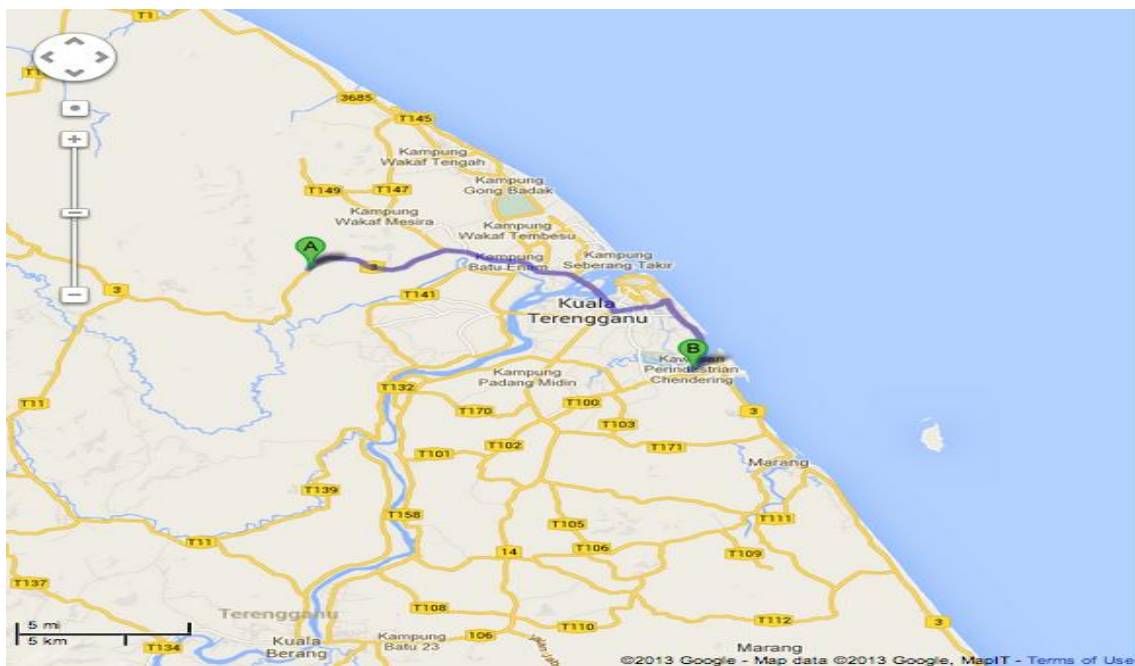 T1
3685
T145
Kampung
Wakaf Tengah
Kampung
Gong Badak
T149
T147
Kampung
Wakaf Mesira
Kampung
Wakaf Tembesu
A
3
Kampung
Batu Enam
Kampung
Seberang Takir
3
T141
Kuala
Terengganu
B
Kawasan
Perindustrian
Chendering
Kampung
Padang Midin
T132
T11
T170
T100
3
T103
T102
T101
T171
Marang
T139
T158
T111
T105
T11
14
T106
T109
T137
T108
Terengganu
5 mi
5 km
T110
T112
3
106
Kuala
Berang
Kampung
Batu 23
T134
Marang
©2013 Google - Map data ©2013 Google, MapIT - Terms of Use